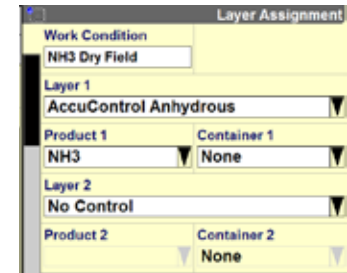 Layer Assignment
Work Condition
NH3 Dry Field
Layer 1
AccuControl Anhydrous
Product 1 Container 1
NH3 None
Layer 2
No Control
Product 2 Container 2
None